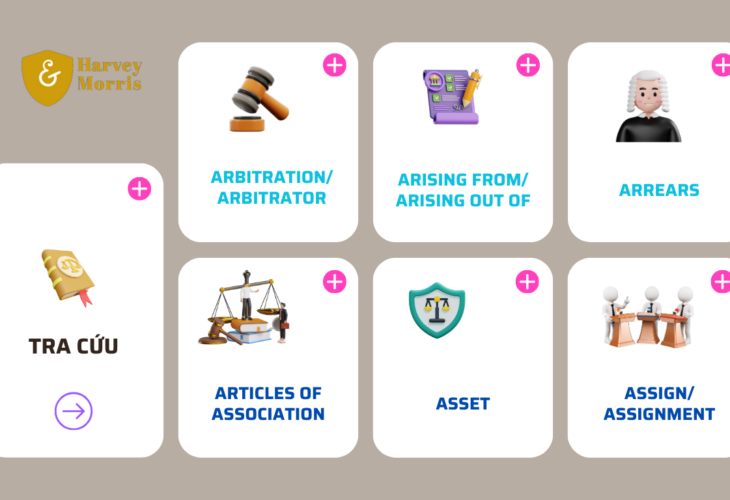 &
Harvey
Morris
TRA CỨU
ARBITRATION/
ARBITRATOR
ARISING FROM/
ARISING OUT OF
ARREARS
ARTICLES OF
ASSOCIATION
ASSET
ASSIGN/
ASSIGNMENT